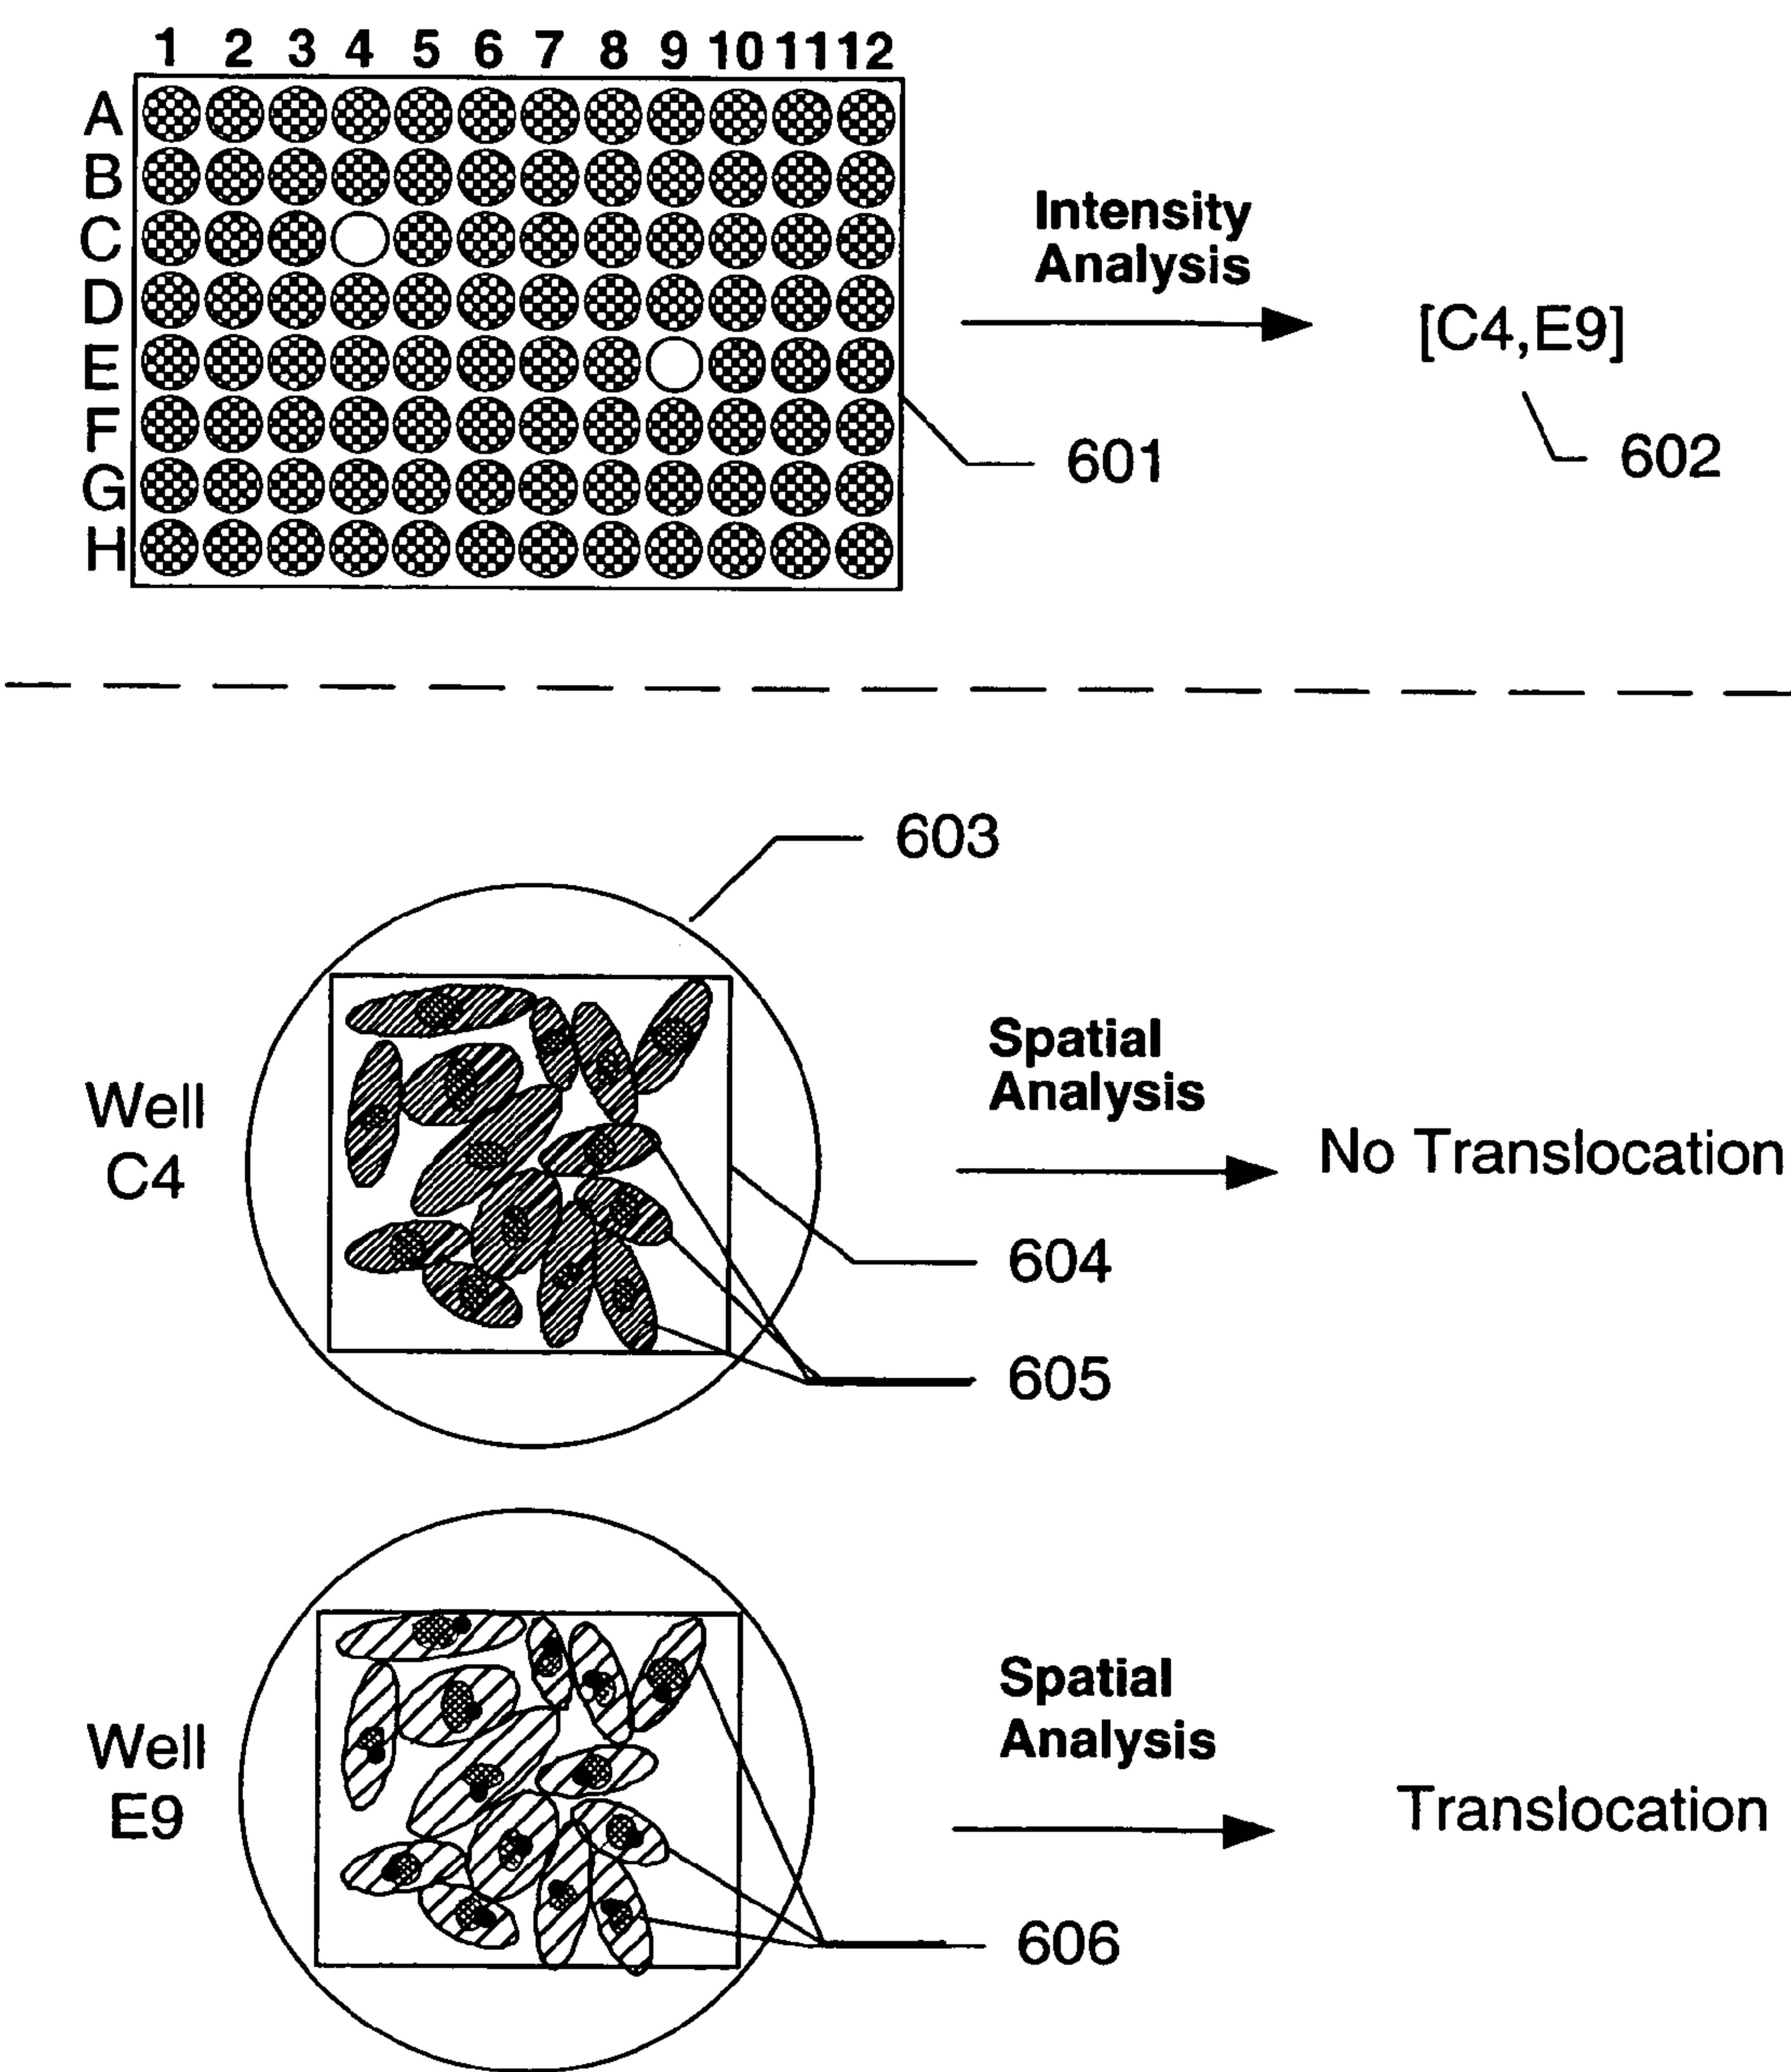 1 2 3 4 5 6 7 8 9 10 11 12
A
B
C
D
E
F
G
H
Intensity
Analysis
[C4,E9]
601
602
603
Well
C4
Spatial
Analysis
No Translocation
604
605
Well
E9
Spatial
Analysis
Translocation
606